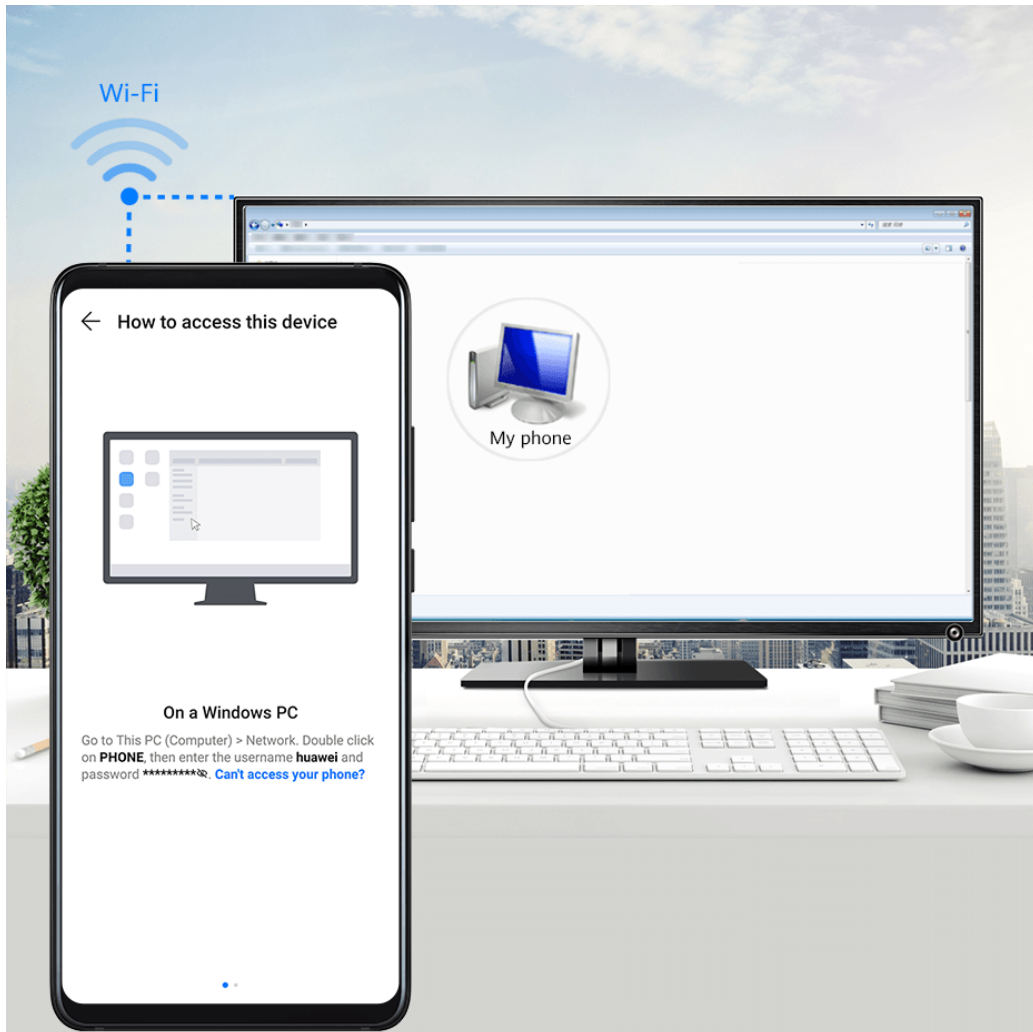 Wi-Fi
How to access this device
My phone
On a Windows PC
Go to This PC (Computer) > Network. Double click
on PHONE, then enter the username huawei and
password *********. Can't access your phone?